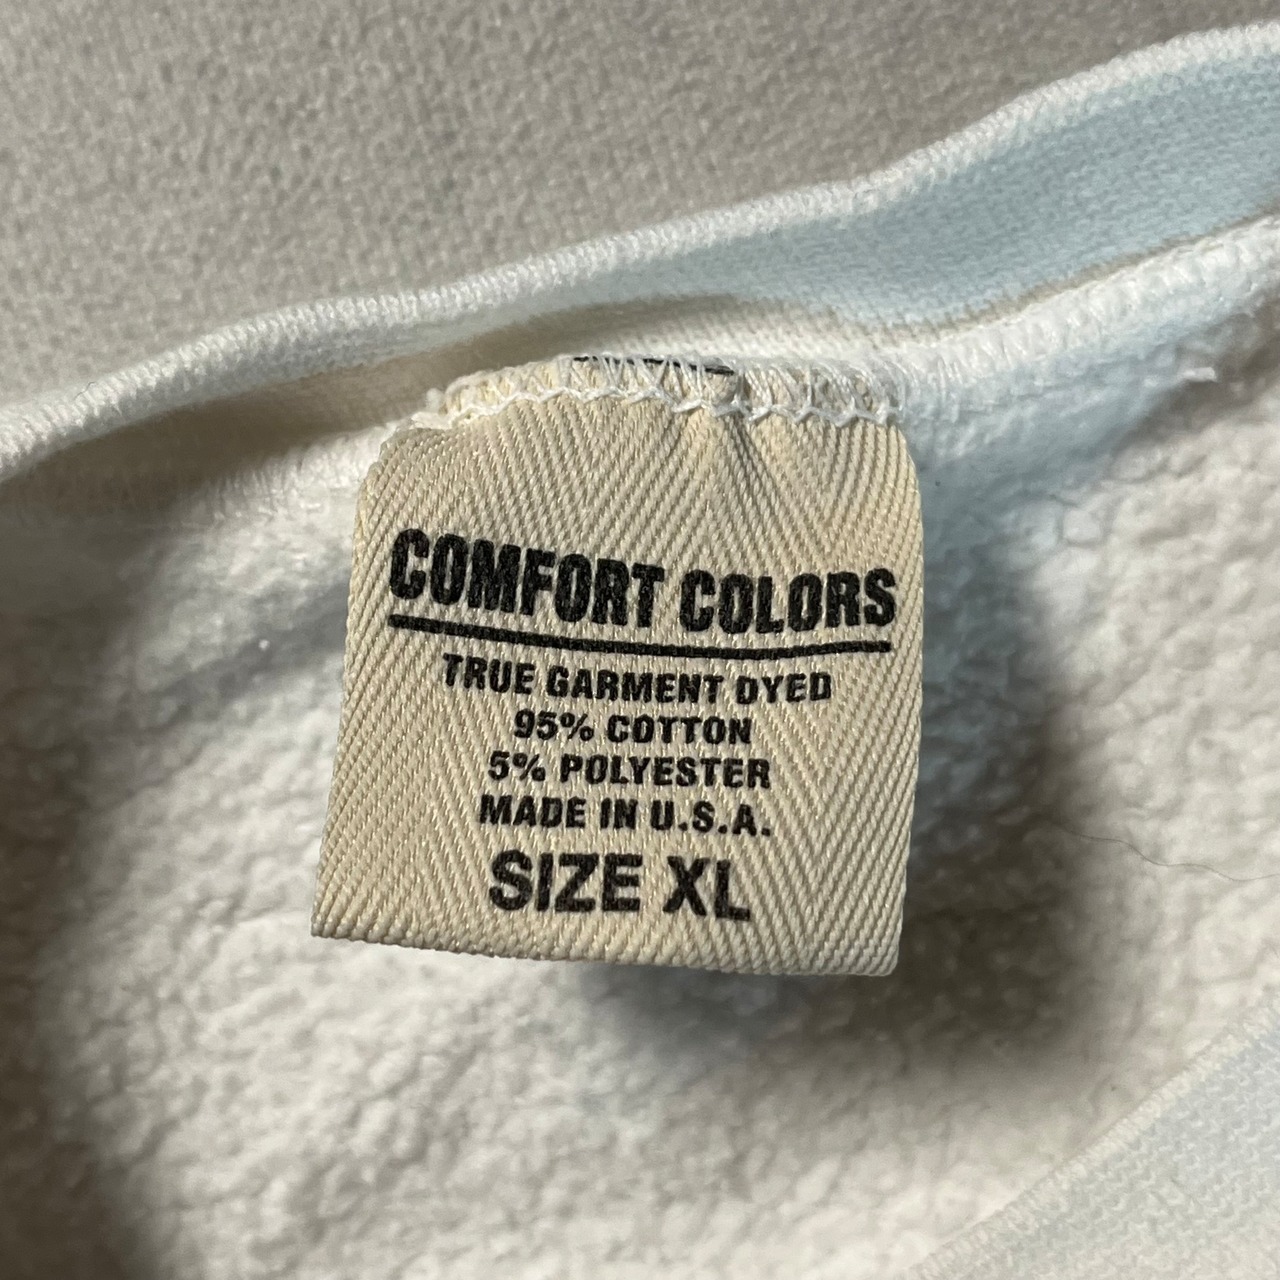 COMFORT COLORS
TRUE GARMENT DYED
95% COTTON
5% POLYESTER
MADE IN U.S.A.
SIZE XL